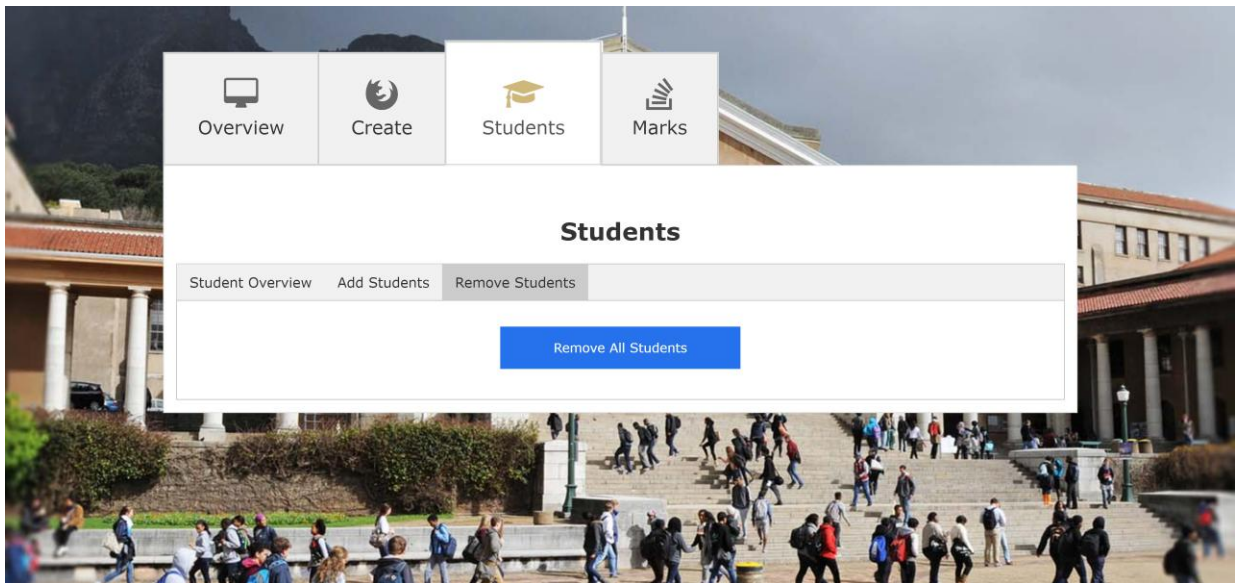 Overview
Create
Students
Marks
Students
Student Overview
Add Students
Remove Students
Remove All Students